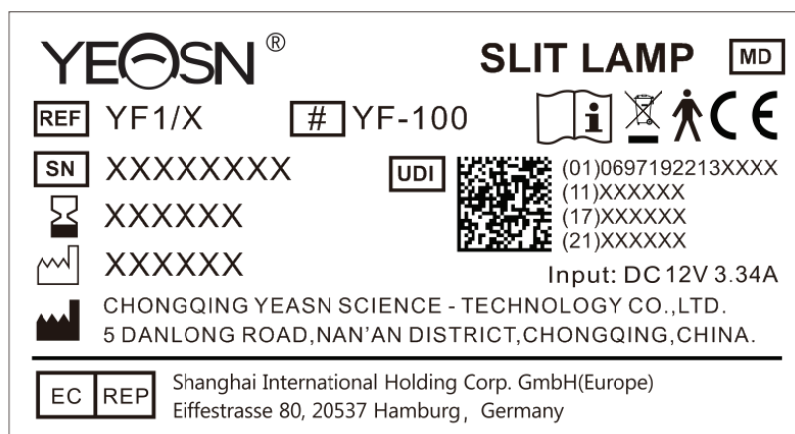 YEASN ®
SLIT LAMP MD
REF YF1/X # YF-100
i CE
SN XXXXXXXX
UDI (01)0697192213XXXX
(11)XXXXXX
(17)XXXXXX
(21)XXXXXX
XXXXXX
XXXXXX
Input: DC12V 3.34A
CHONGQING YEASN SCIENCE - TECHNOLOGY CO.,LTD.
5 DANLONG ROAD,NAN'AN DISTRICT,CHONGQING,CHINA.
EC REP Shanghai International Holding Corp. GmbH(Europe)
Eiffestrasse 80, 20537 Hamburg, Germany